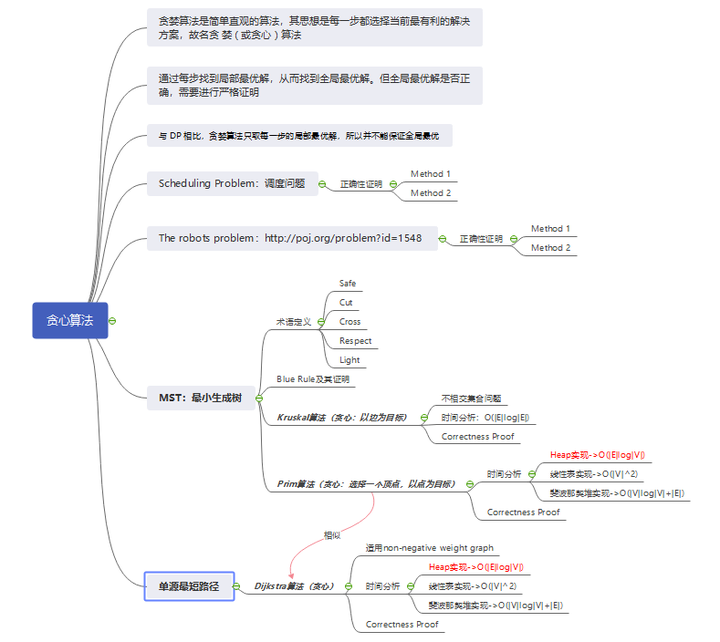 贪婪算法是简单直观的算法，其思想是每一步都选择当前最有利的解决
方案，故名贪 婪（或贪心）算法
通过每步找到局部最优解，从而找到全局最优解。但全局最优解是否正
确，需要进行严格证明
与 DP 相比，贪婪算法只取每一步的局部最优解，所以并不能保证全局最优
Scheduling Problem：调度问题
正确性证明
Method 1
Method 2
The robots problem：http://poj.org/problem?id=1548
正确性证明
Method 1
Method 2
贪心算法
MST：最小生成树
术语定义
Safe
Cut
Cross
Respect
Light
Blue Rule及其证明
Kruskal算法（贪心：以边为目标）
不相交集合问题
时间分析：O(|E|log|E|)
Correctness Proof
Prim算法（贪心：选择一个顶点，以点为目标）
时间分析
Heap实现->O(|E|log|V|)
线性表实现->O(|V|^2)
斐波那契堆实现->O(|V|log|V|+|E|)
Correctness Proof
相似
单源最短路径
Dijkstra算法（贪心）
适用non-negative weight graph
时间分析
Heap实现->O(|E|log|V|)
线性表实现->O(|V|^2)
斐波那契堆实现->O(|V|log|V|+|E|)
Correctness Proof